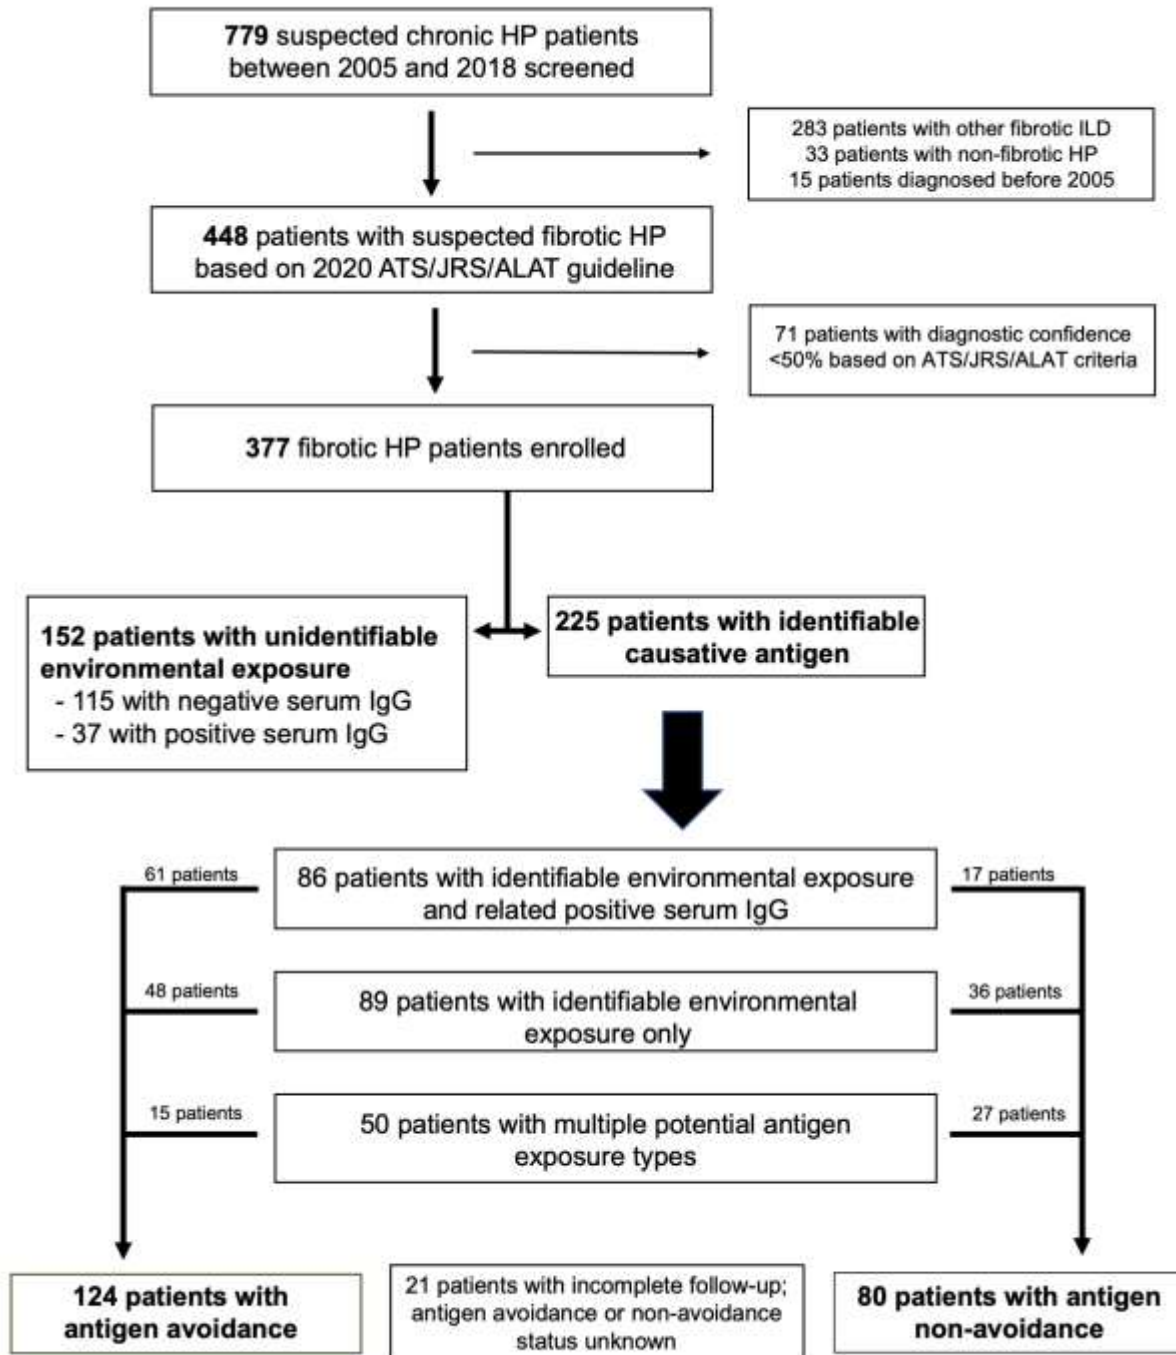 779 suspected chronic HP patients
between 2005 and 2018 screened
283 patients with other fibrotic ILD
33 patients with non-fibrotic HP
15 patients diagnosed before 2005
448 patients with suspected fibrotic HP
based on 2020 ATS/JRS/ALAT guideline
71 patients with diagnostic confidence
<50% based on ATS/JRS/ALAT criteria
377 fibrotic HP patients enrolled
152 patients with unidentifiable
environmental exposure
- 115 with negative serum IgG
- 37 with positive serum IgG
225 patients with identifiable
causative antigen
61 patients
86 patients with identifiable environmental exposure
and related positive serum IgG
17 patients
48 patients
89 patients with identifiable environmental
exposure only
36 patients
15 patients
50 patients with multiple potential antigen
exposure types
27 patients
124 patients with
antigen avoidance
21 patients with incomplete follow-up;
antigen avoidance or non-avoidance
status unknown
80 patients with antigen
non-avoidance